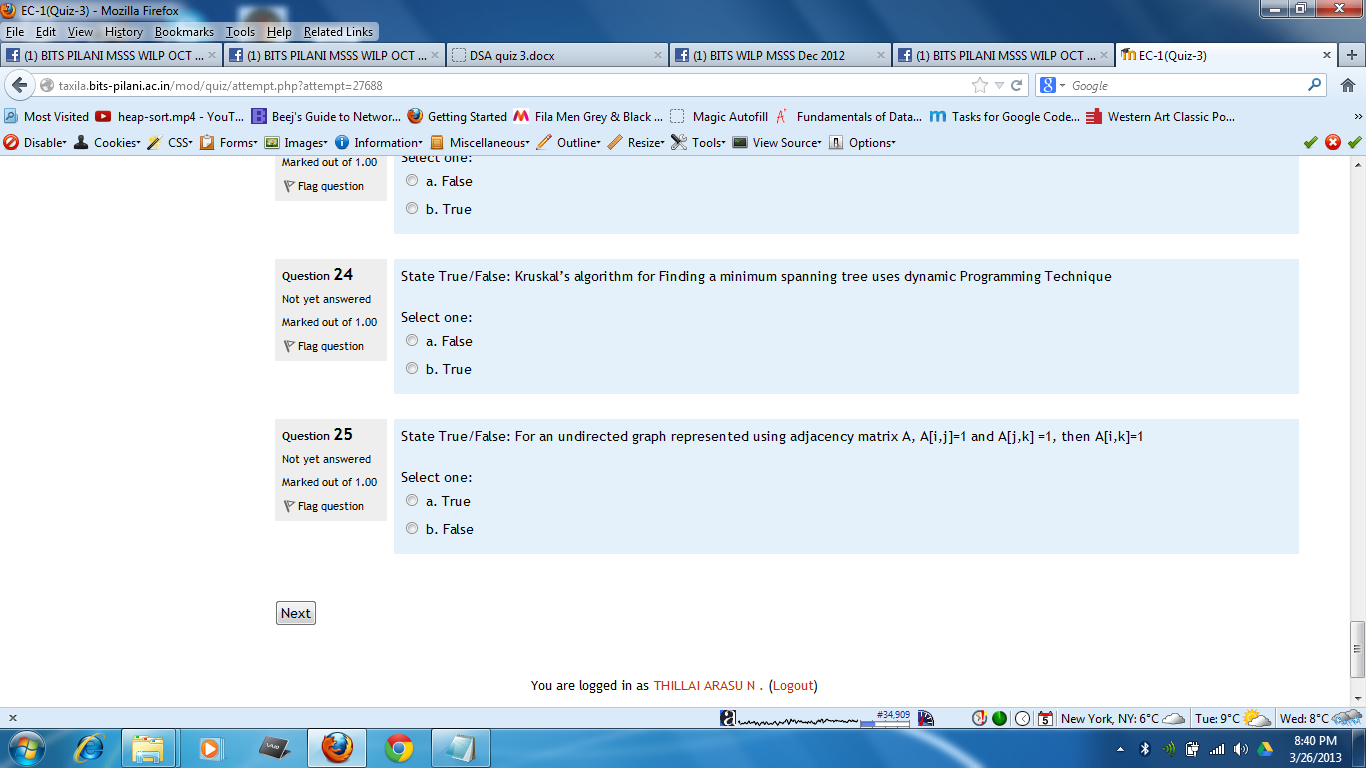 EC-1(Quiz-3) - Mozilla Firefox
File Edit View History Bookmarks Tools Help Related Links
(1) BITS PILANI MSSS WILP OCT ... (1) BITS PILANI MSSS WILP OCT ... DSA quiz 3.docx (1) BITS WILP MSSS Dec 2012 (1) BITS PILANI MSSS WILP OCT ... EC-1(Quiz-3)
taxila.bits-pilani.ac.in/mod/quiz/attempt.php?attempt=27688 Google
Most Visited heap-sort.mp4 - YouT... Beej's Guide to Networ... Getting Started Fila Men Grey & Black ... Magic Autofill Fundamentals of Data... Tasks for Google Code... Western Art Classic Po...
Disable Cookies CSS Forms Images Information Miscellaneous Outline Resize Tools View Source Options
Marked out of 1.00
Flag question
Select one:
a. False
b. True
Question 24
Not yet answered
Marked out of 1.00
Flag question
State True/False: Kruskal's algorithm for Finding a minimum spanning tree uses dynamic Programming Technique
Select one:
a. False
b. True
Question 25
Not yet answered
Marked out of 1.00
Flag question
State True/False: For an undirected graph represented using adjacency matrix A, A[i,j]=1 and A[j,k] =1, then A[i,k]=1
Select one:
a. True
b. False
Next
You are logged in as THILLAI ARASU N . (Logout)
#34,909 New York, NY: 6°C Tue: 9°C Wed: 8°C
8:40 PM
3/26/2013